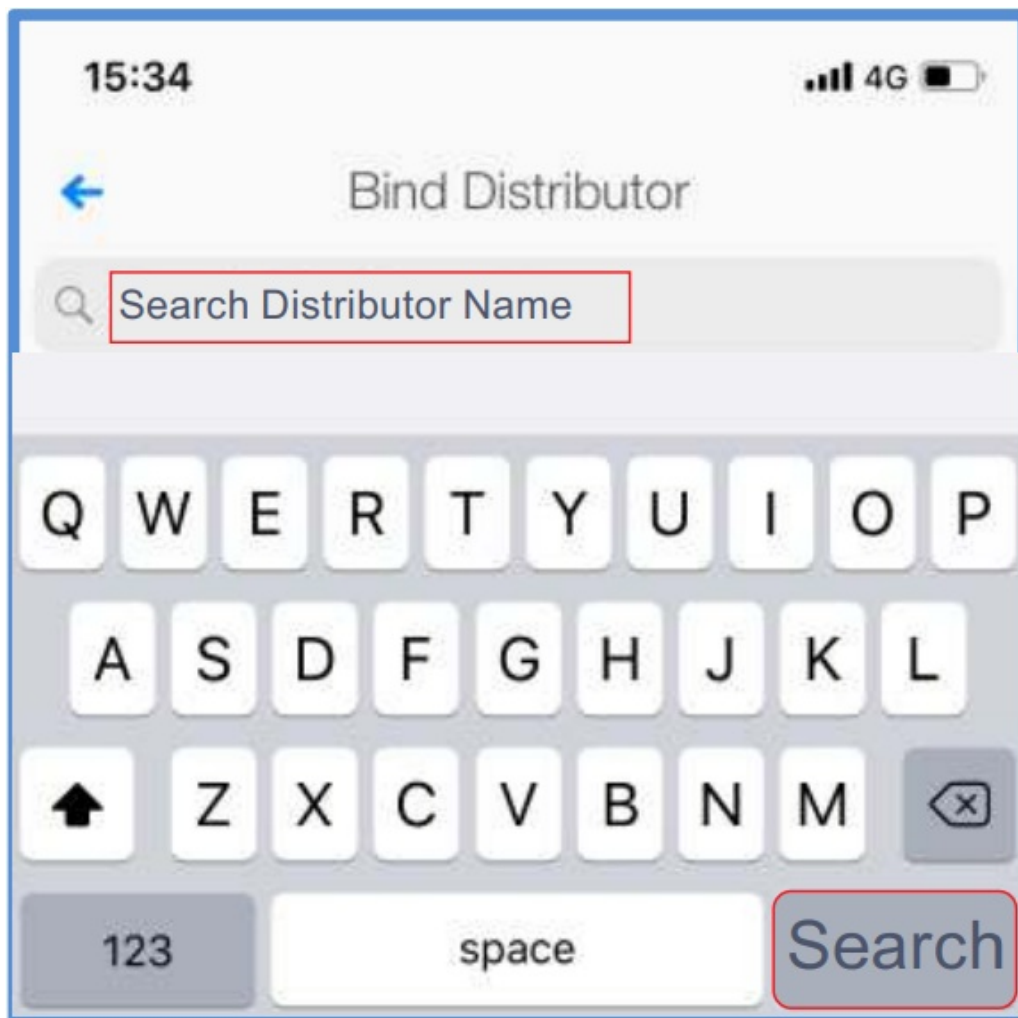 15:34 4G
Bind Distributor
Search Distributor Name
Q W E R T Y U I O P
A S D F G H J K L
Z X C V B N M
123 space Search